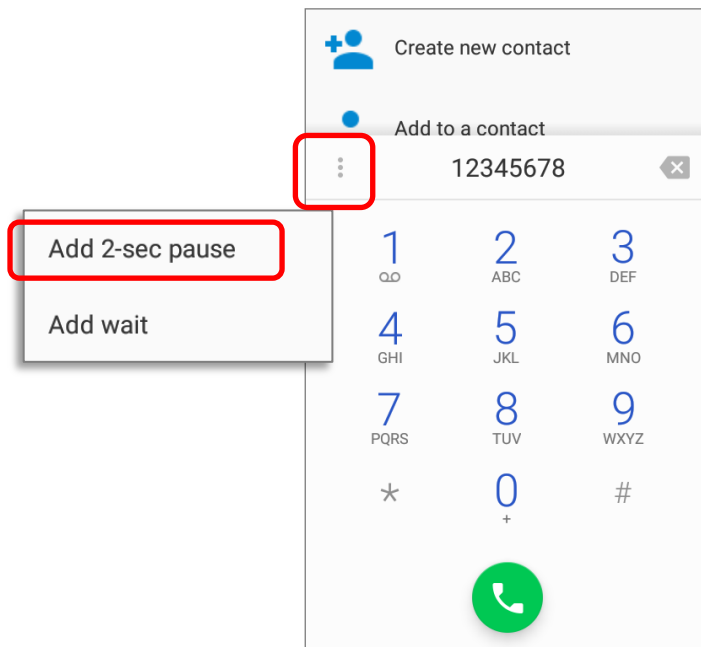 Create new contact
Add to a contact
12345678
Add 2-sec pause
Add wait
1 2 3
ABC DEF
4 5 6
GHI JKL MNO
7 8 9
PQRS TUV WXYZ
* 0 #
+